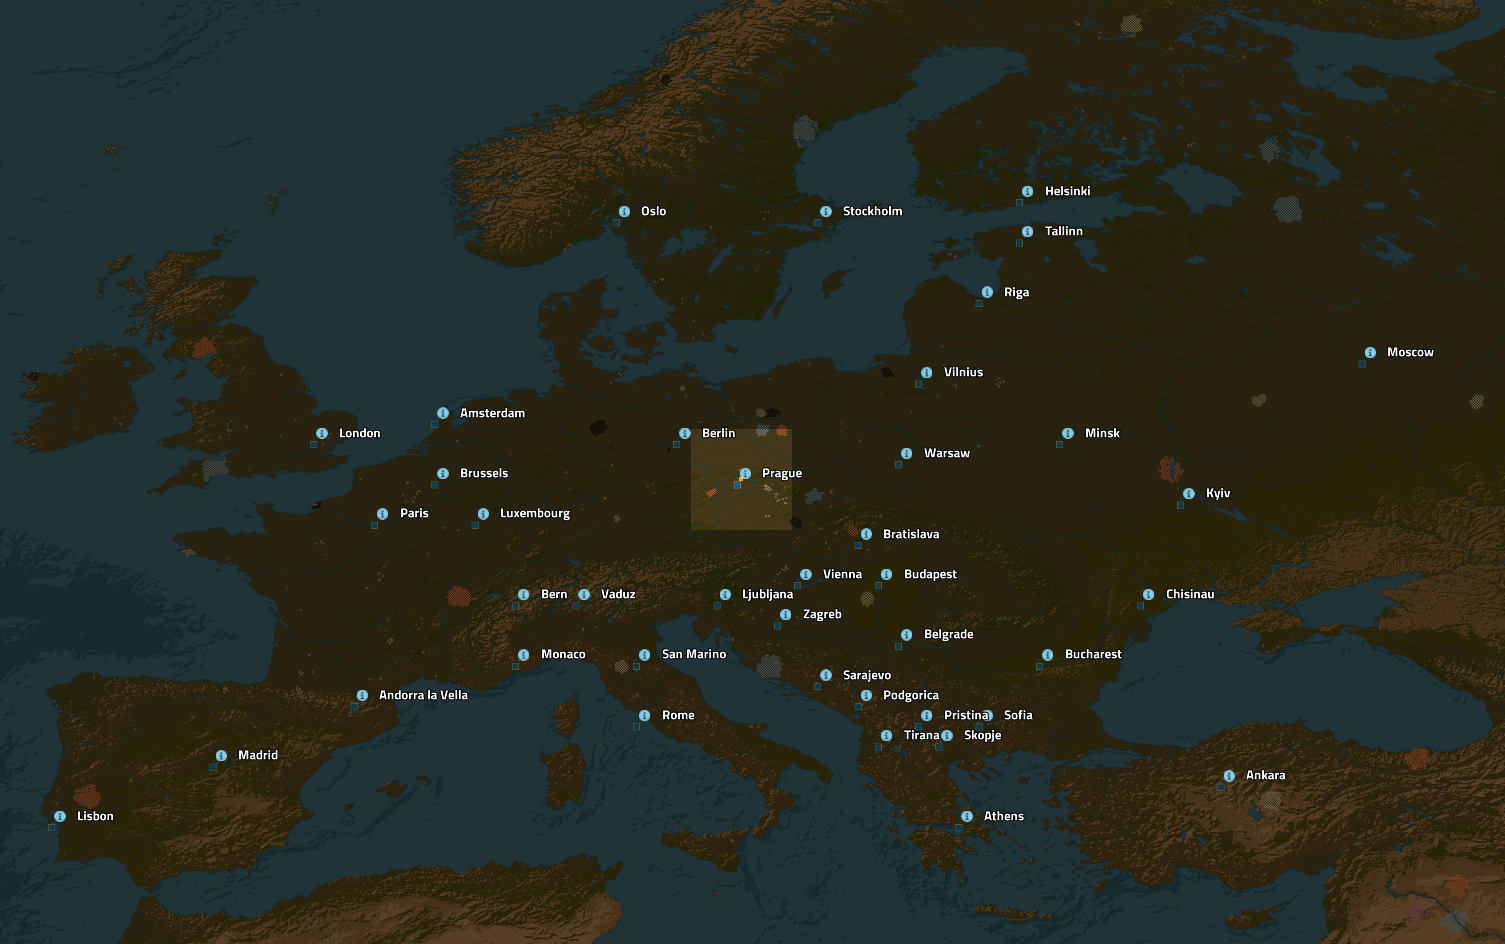 Helsinki
Oslo
Stockholm
Tallinn
Riga
Moscow
Vilnius
Amsterdam
London
Berlin
Minsk
Warsaw
Brussels
Prague
Kyiv
Paris
Luxembourg
Bratislava
Vienna
Budapest
Bern
Vaduz
Ljubljana
Chisinau
Zagreb
Belgrade
Monaco
San Marino
Bucharest
Sarajevo
Andorra la Vella
Podgorica
Rome
Pristina
Sofia
Tirana
Skopje
Madrid
Ankara
Lisbon
Athens